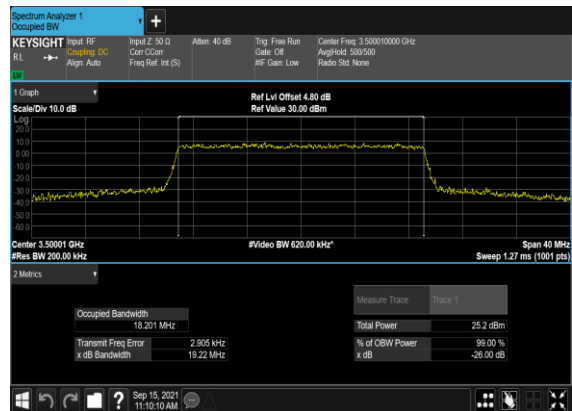 Spectrum Analyzer 1
Occupied BW
+
KEYSIGHT Input: RF Input Z: 50 Ω Atten: 40 dB Trig: Free Run Center Freq: 3.500010000 GHz
R L Coupling: DC Corr CCorr Gate: Off Avg|Hold: 500/500
Align: Auto Freq Ref: Int (S) #IF Gain: Low Radio Std: None
1 Graph
Ref Lvl Offset 4.80 dB
Scale/Div 10.0 dB Ref Value 30.00 dBm
Log
20.0
10.0
0.00
-10.0
-20.0
-30.0
-40.0
-50.0
-60.0
Center 3.50001 GHz #Video BW 620.00 kHz* Span 40 MHz
#Res BW 200.00 kHz Sweep 1.27 ms (1001 pts)
2 Metrics
Measure Trace Trace 1
Occupied Bandwidth
18.201 MHz Total Power 25.2 dBm
Transmit Freq Error 2.905 kHz % of OBW Power 99.00 %
x dB Bandwidth 19.22 MHz x dB -26.00 dB
? Sep 15, 2021
11:10:10 AM